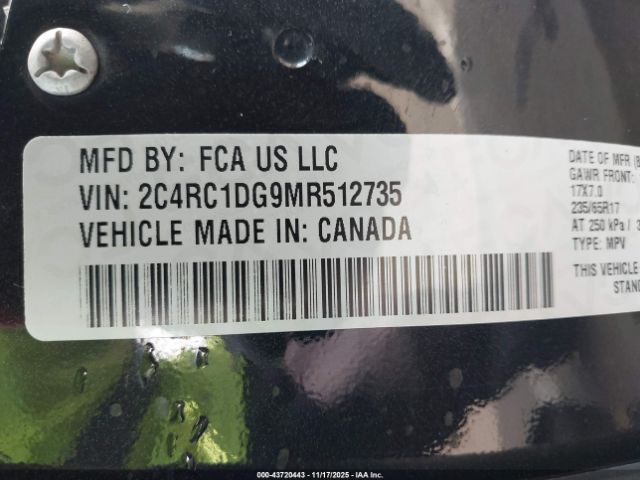 MFD BY: FCA US LLC
VIN: 2C4RC1DG9MR512735
VEHICLE MADE IN: CANADA
DATE OF MFR
GAWR FRONT:
17X7.0
235/65R17
AT 250 kPa /
TYPE: MPV
THIS VEHICLE
STAND
000-43720443 - 11/17/2025 - IAA Inc.